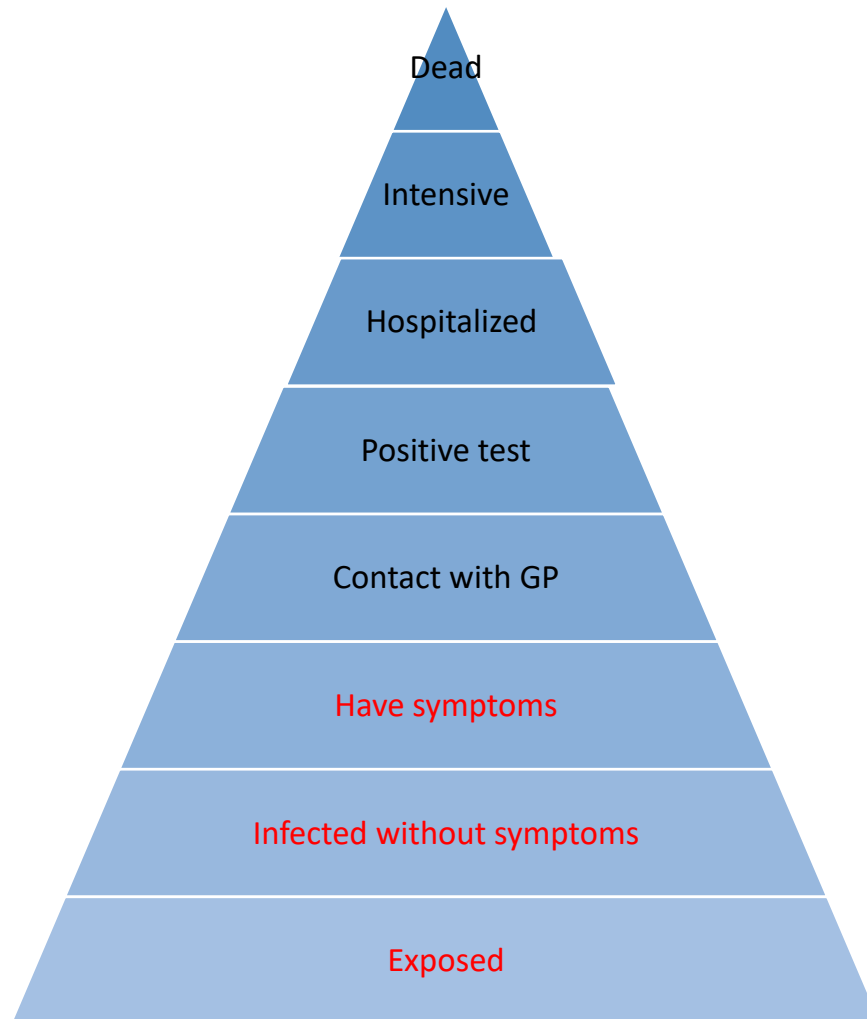 Dead
Intensive
Hospitalized
Positive test
Contact with GP
Have symptoms
Infected without symptoms
Exposed